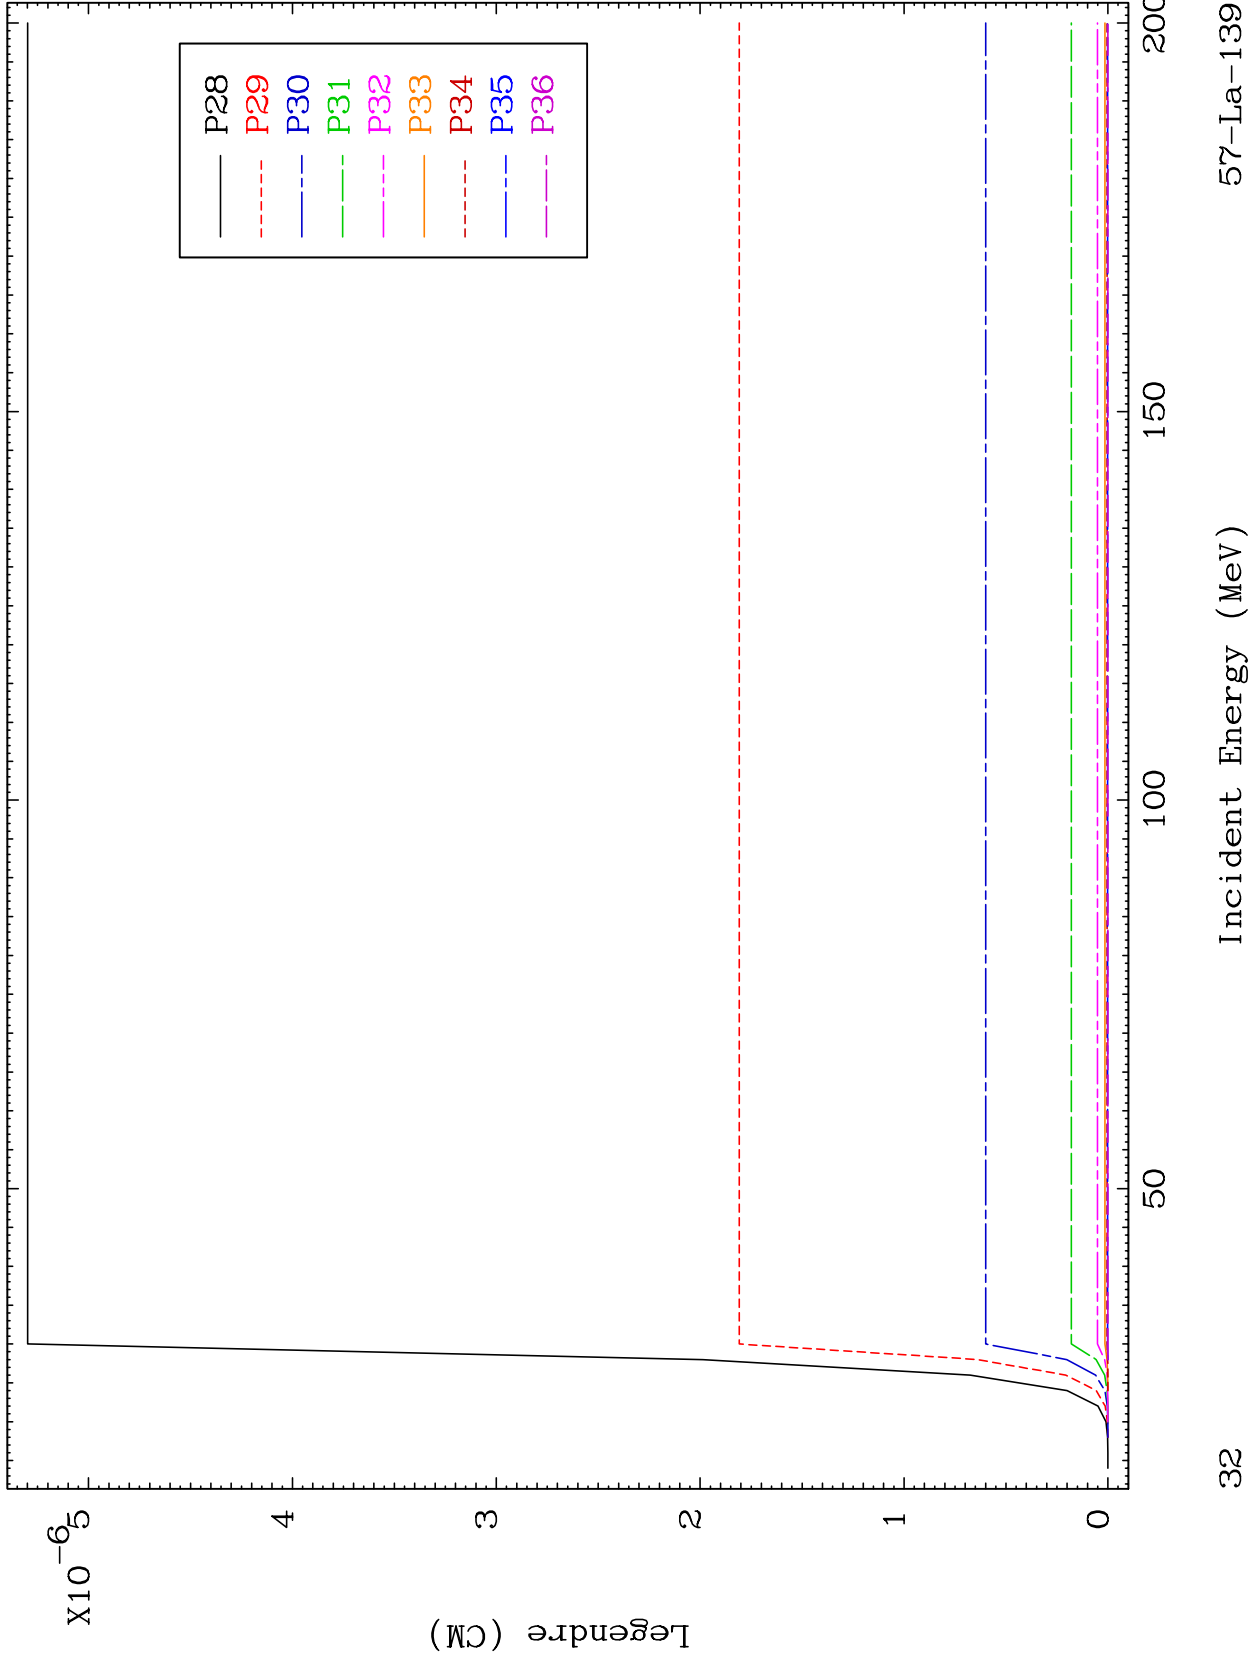 X10-6
5
4
3
2
1
0
Legendre (CM)
P28
P29
P30
P31
P32
P33
P34
P35
P36
50
100
150
200
32
Incident Energy (MeV)
57-La-139